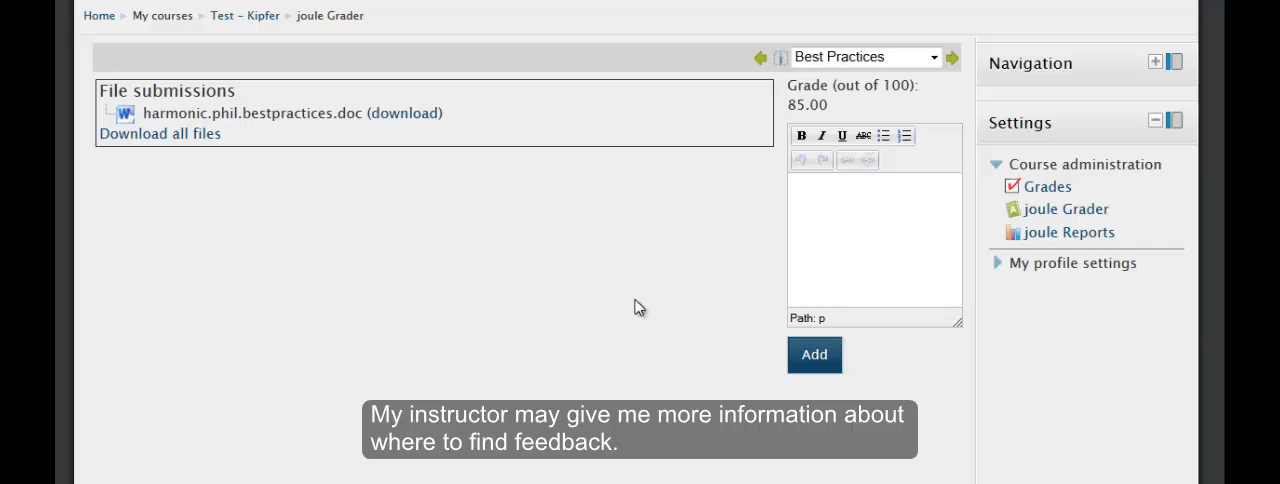 Home ▶ My courses ▶ Test - Kipfer ▶ joule Grader
Best Practices
File submissions
harmonic.phil.bestpractices.doc (download)
Download all files
Grade (out of 100):
85.00
B I U ABC
Path: p
Add
Navigation
Settings
Course administration
Grades
joule Grader
joule Reports
My profile settings
My instructor may give me more information about
where to find feedback.